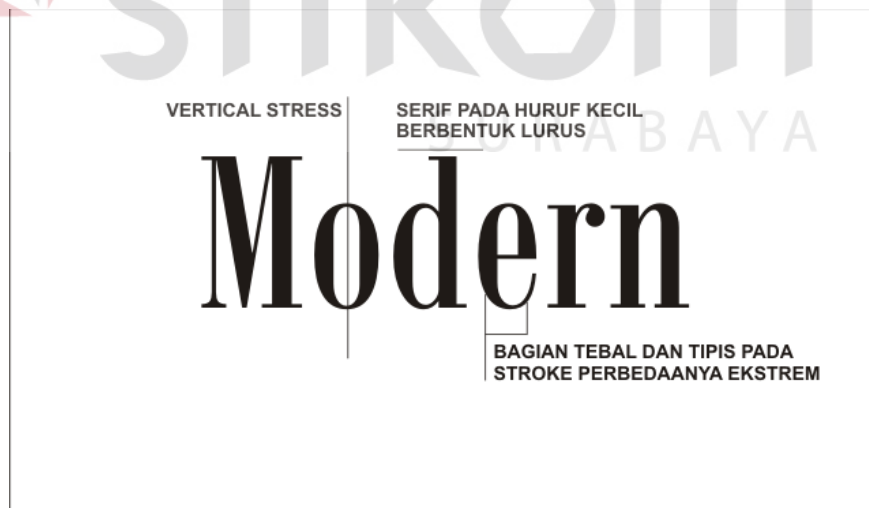 stikom
SURABAYA
VERTICAL STRESS
SERIF PADA HURUF KECIL
BERBENTUK LURUS
Modern
BAGIAN TEBAL DAN TIPIS PADA
STROKE PERBEDAANYA EKSTREM